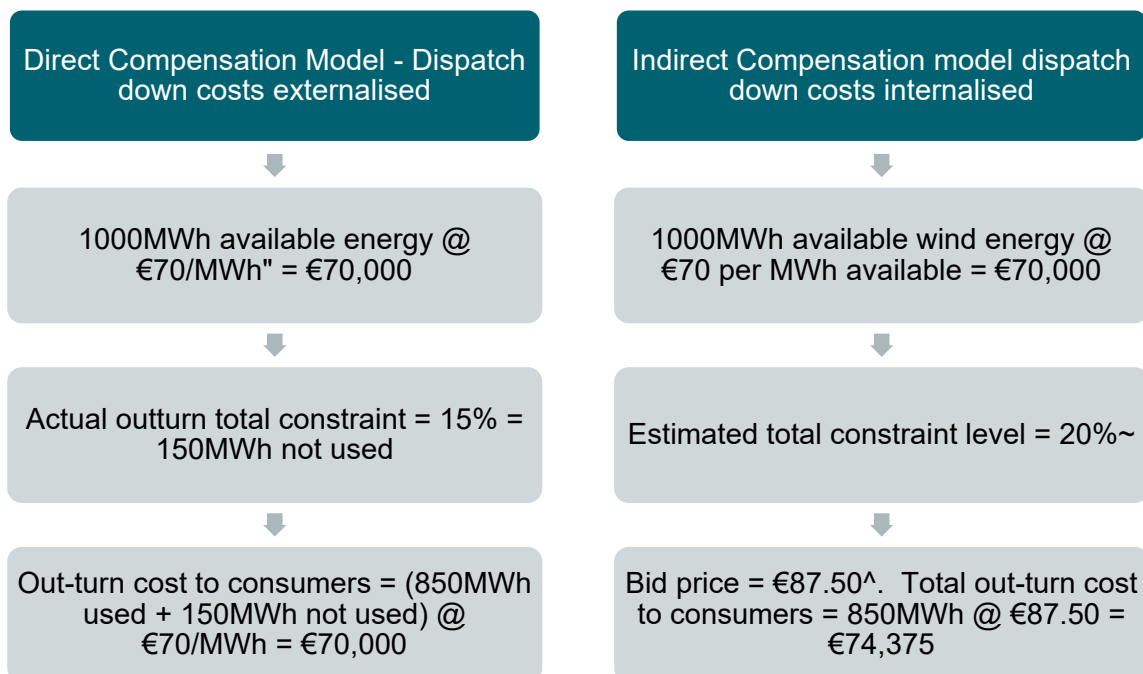 Direct Compensation Model - Dispatch
down costs externalised
1000MWh available energy @
€70/MWh" = €70,000
Actual outturn total constraint = 15% =
150MWh not used
Out-turn cost to consumers = (850MWh
used + 150MWh not used) @
€70/MWh = €70,000
Indirect Compensation model dispatch
down costs internalised
1000MWh available wind energy @
€70 per MWh available = €70,000
Estimated total constraint level = 20%~
Bid price = €87.50^.  Total out-turn cost
to consumers = 850MWh @ €87.50 =
€74,375